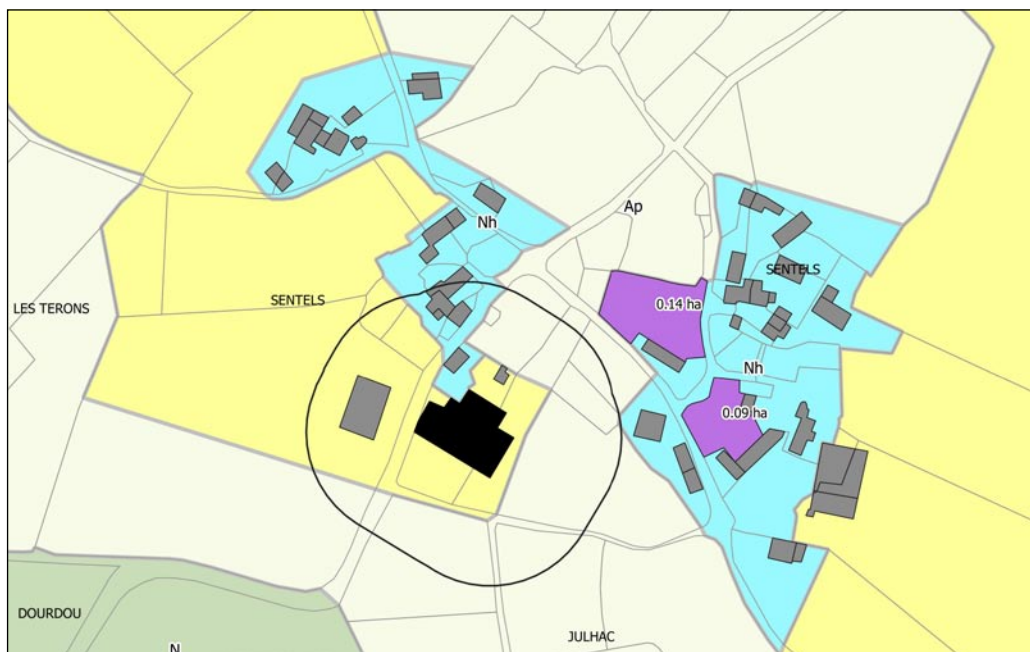 Ap
Nh
SENTELS
SENTELS
LES TERONS
0.14 ha
Nh
0.09 ha
DOURDOU
JULHAC
N